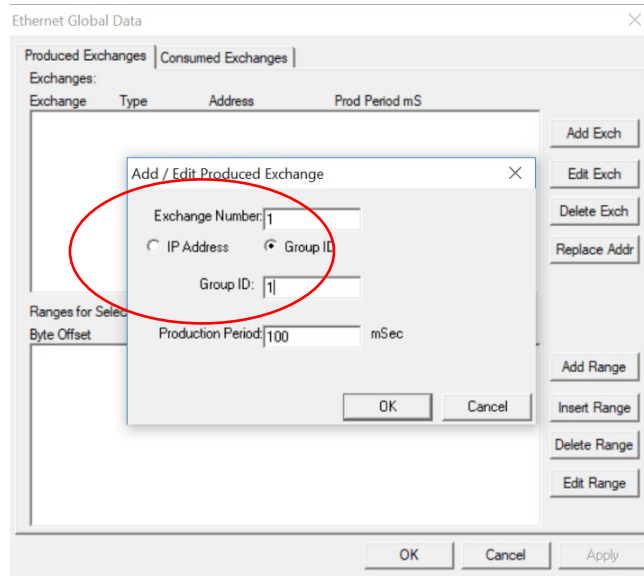 Ethernet Global Data
Produced Exchanges Consumed Exchanges
Exchanges:
Exchange Type Address Prod Period mS
Add Exch
Add / Edit Produced Exchange
Edit Exch
Exchange Number: 1
Delete Exch
IP Address Group ID
Replace Addr
Group ID: 1
Ranges for Selec
Byte Offset
Production Period: 100 mSec
Add Range
OK Cancel
Insert Range
Delete Range
Edit Range
OK Cancel Apply